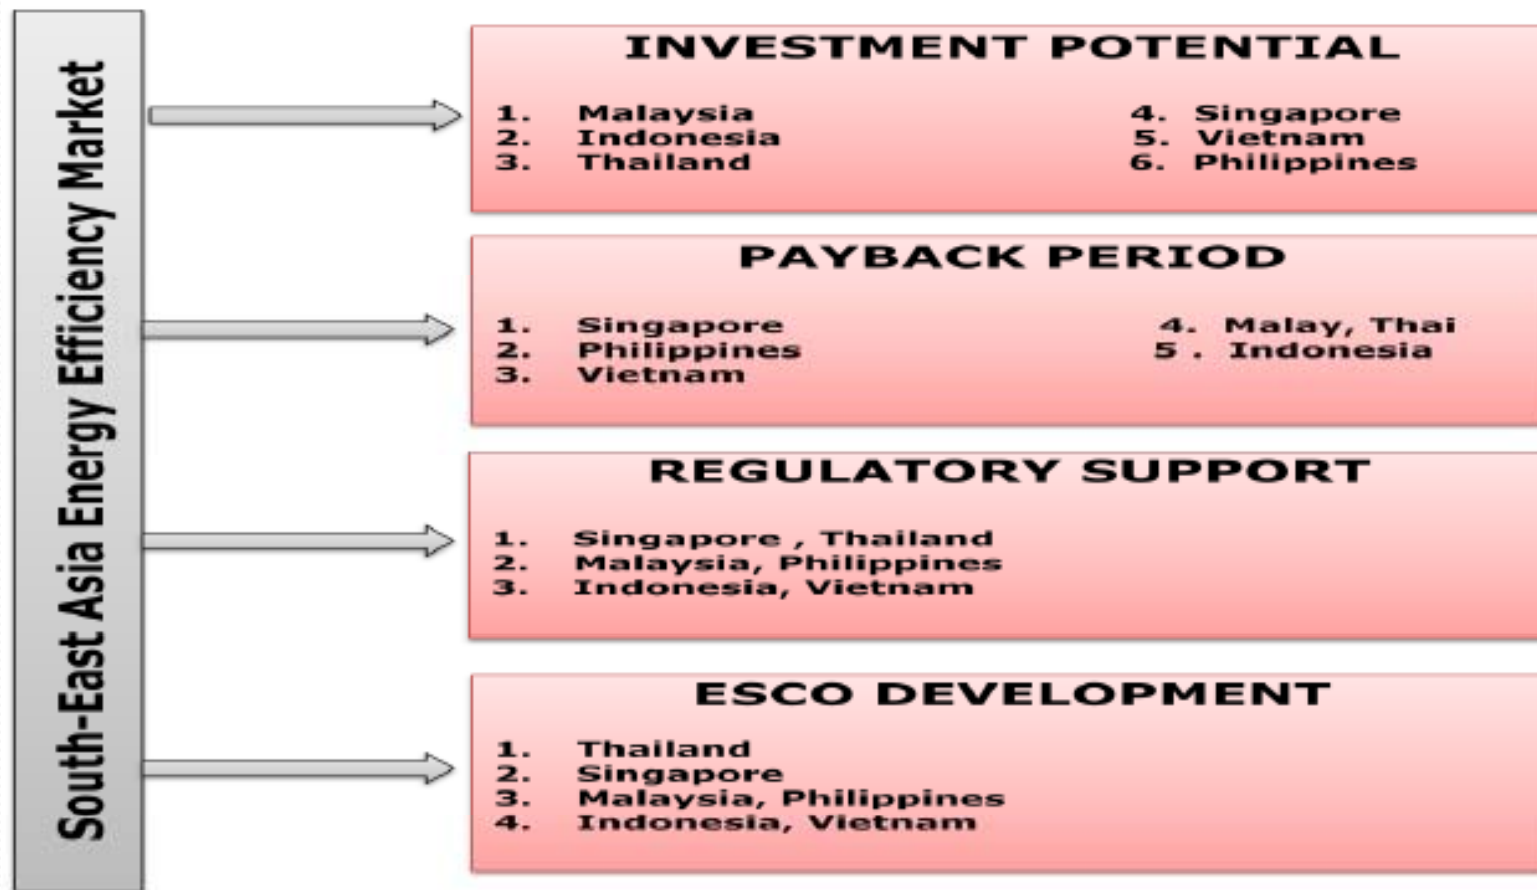 South-East Asia Energy Efficiency Market
INVESTMENT POTENTIAL
1. Malaysia
2. Indonesia
3. Thailand
4. Singapore
5. Vietnam
6. Philippines
PAYBACK PERIOD
1. Singapore
2. Philippines
3. Vietnam
4. Malay, Thai
5 . Indonesia
REGULATORY SUPPORT
1. Singapore , Thailand
2. Malaysia, Philippines
3. Indonesia, Vietnam
ESCO DEVELOPMENT
1. Thailand
2. Singapore
3. Malaysia, Philippines
4. Indonesia, Vietnam